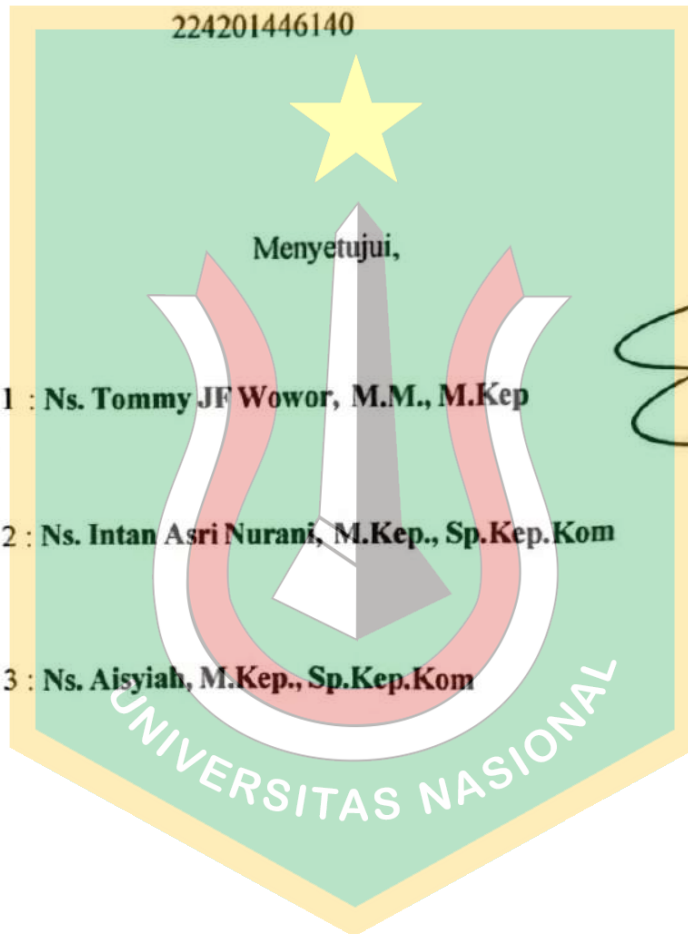 224201446140
Menyetujui,
1 : Ns. Tommy JF Wowor, M.M., M.Kep
2 : Ns. Intan Asri Nurani, M.Kep., Sp.Kep.Kom
3 : Ns. Aisyiah, M.Kep., Sp.Kep.Kom
UNIVERSITAS NASIONAL